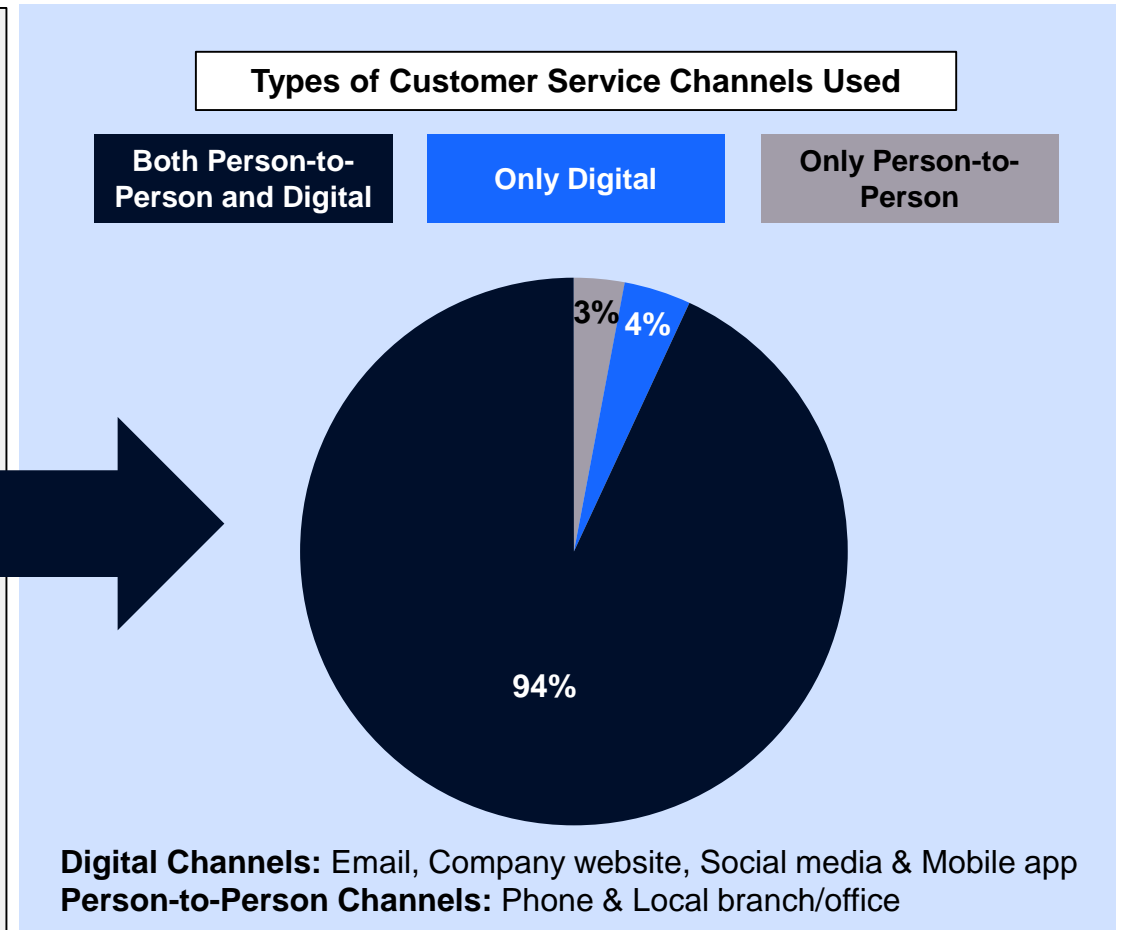 Types of Customer Service Channels Used
Both Person-to-
Person and Digital
Only Digital
Only Person-to-
Person
3%
4%
94%
Digital Channels: Email, Company website, Social media & Mobile app
Person-to-Person Channels: Phone & Local branch/office